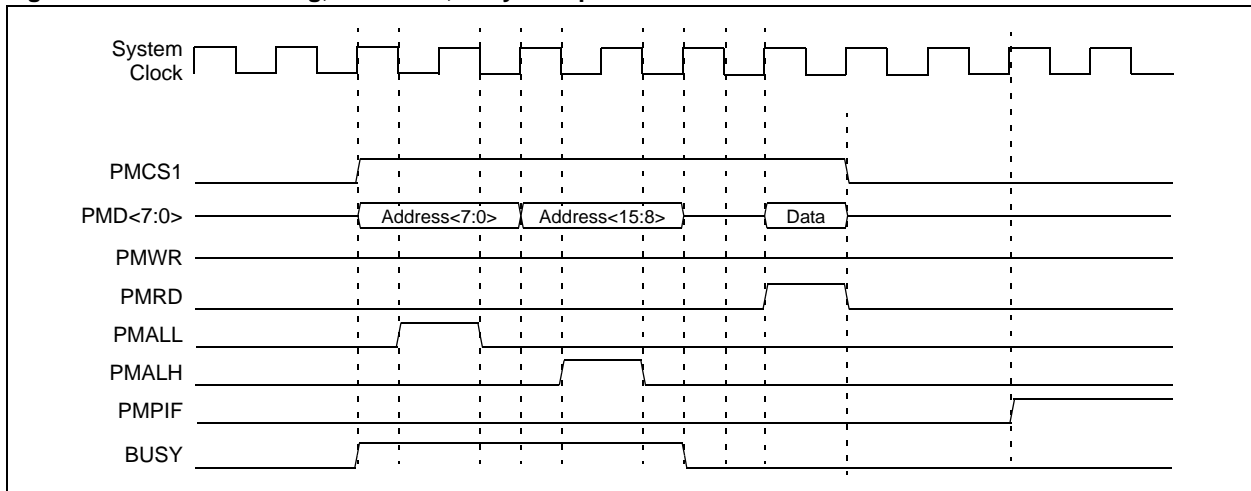 System
Clock
PMCS1
PMD<7:0>
Address<7:0>
Address<15:8>
Data
PMWR
PMRD
PMALL
PMALH
PMPIF
BUSY